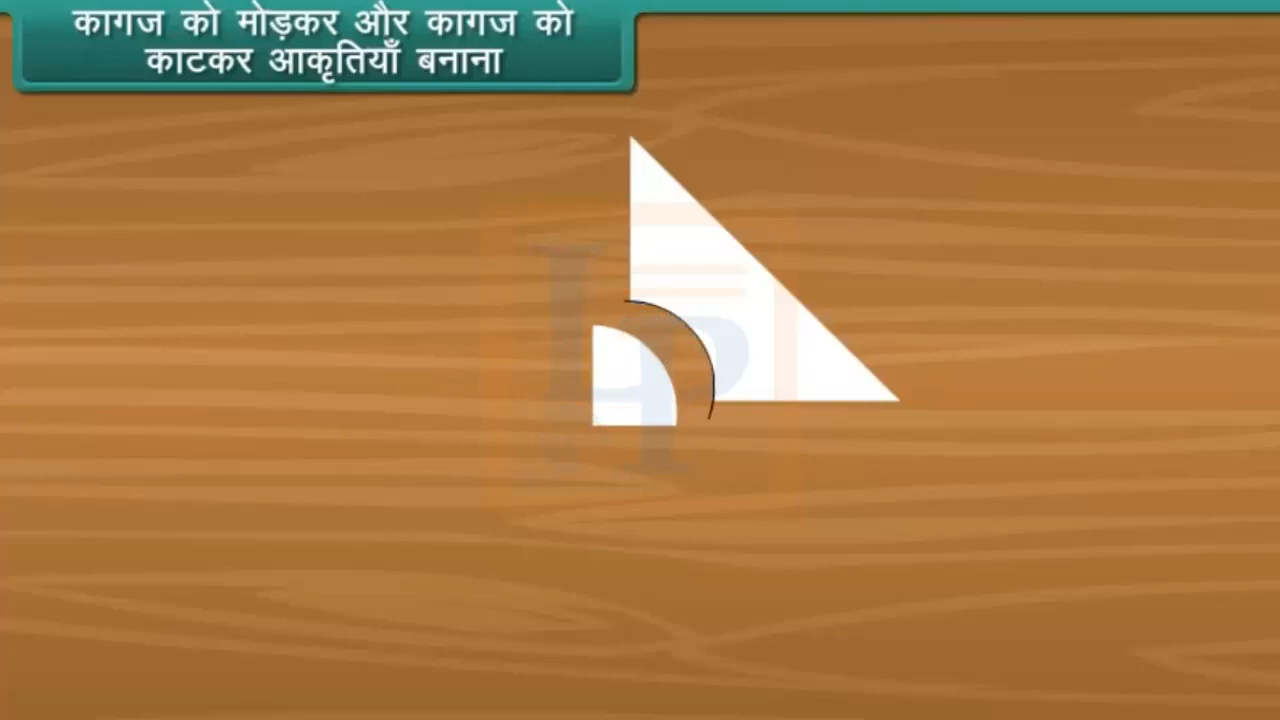 कागज को मोड़कर और कागज को
काटकर आकृतियाँ बनाना